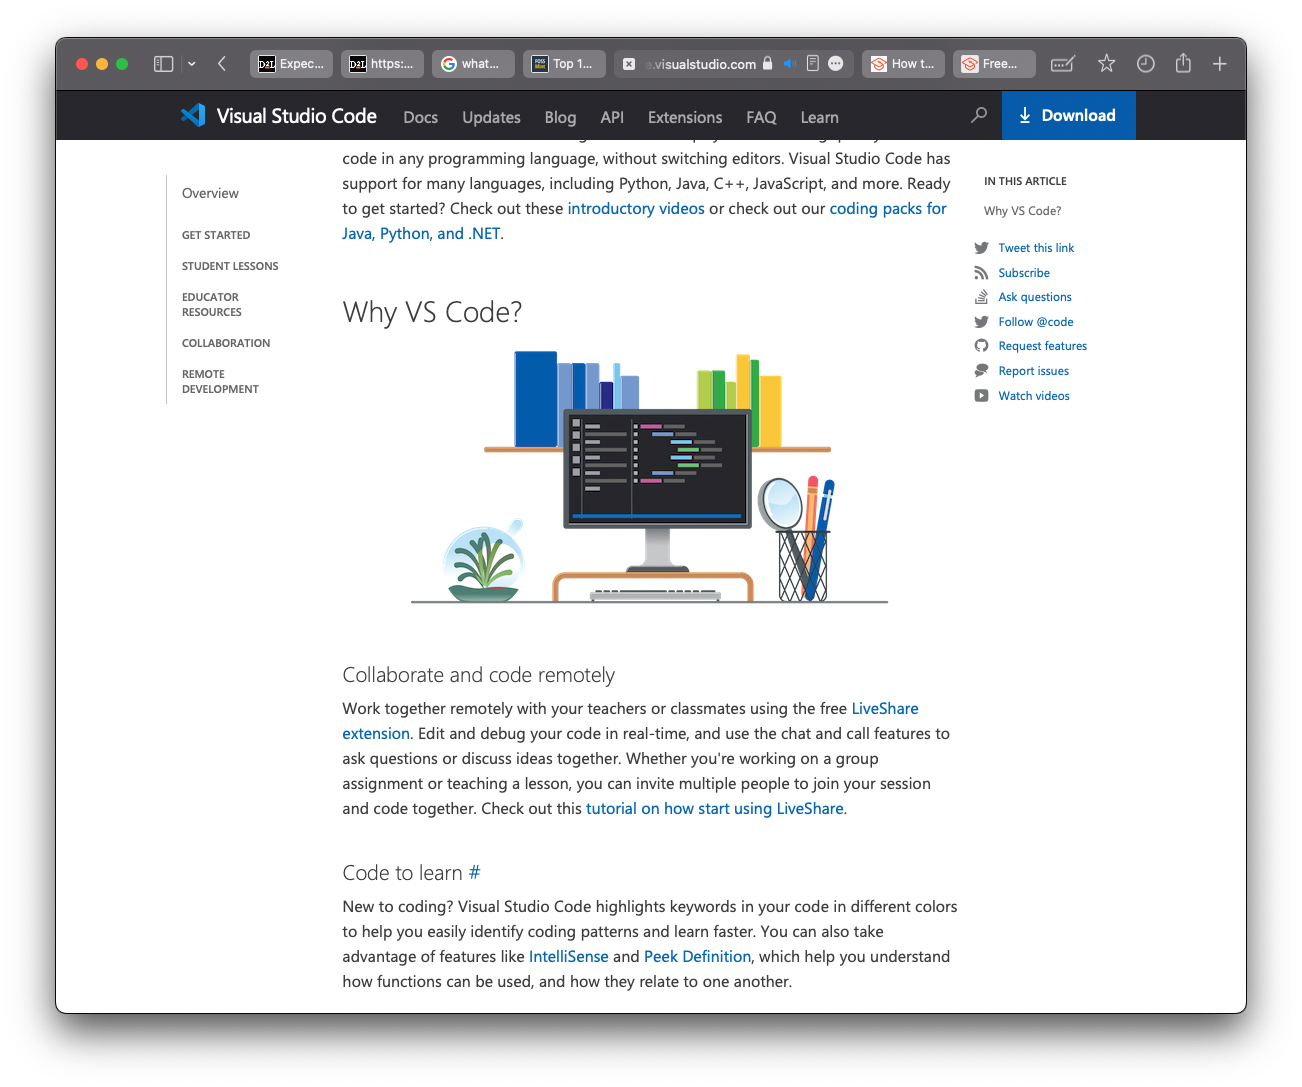 Expec...
https:...
what...
Top 1...
e.visualstudio.com
How t...
Free...
Visual Studio Code
Docs
Updates
Blog
API
Extensions
FAQ
Learn
Download
Overview
GET STARTED
STUDENT LESSONS
EDUCATOR
RESOURCES
COLLABORATION
REMOTE
DEVELOPMENT
code in any programming language, without switching editors. Visual Studio Code has
support for many languages, including Python, Java, C++, JavaScript, and more. Ready
to get started? Check out these introductory videos or check out our coding packs for
Java, Python, and .NET.
Why VS Code?
Collaborate and code remotely
Work together remotely with your teachers or classmates using the free LiveShare
extension. Edit and debug your code in real-time, and use the chat and call features to
ask questions or discuss ideas together. Whether you're working on a group
assignment or teaching a lesson, you can invite multiple people to join your session
and code together. Check out this tutorial on how start using LiveShare.
Code to learn #
New to coding? Visual Studio Code highlights keywords in your code in different colors
to help you easily identify coding patterns and learn faster. You can also take
advantage of features like IntelliSense and Peek Definition, which help you understand
how functions can be used, and how they relate to one another.
IN THIS ARTICLE
Why VS Code?
Tweet this link
Subscribe
Ask questions
Follow @code
Request features
Report issues
Watch videos